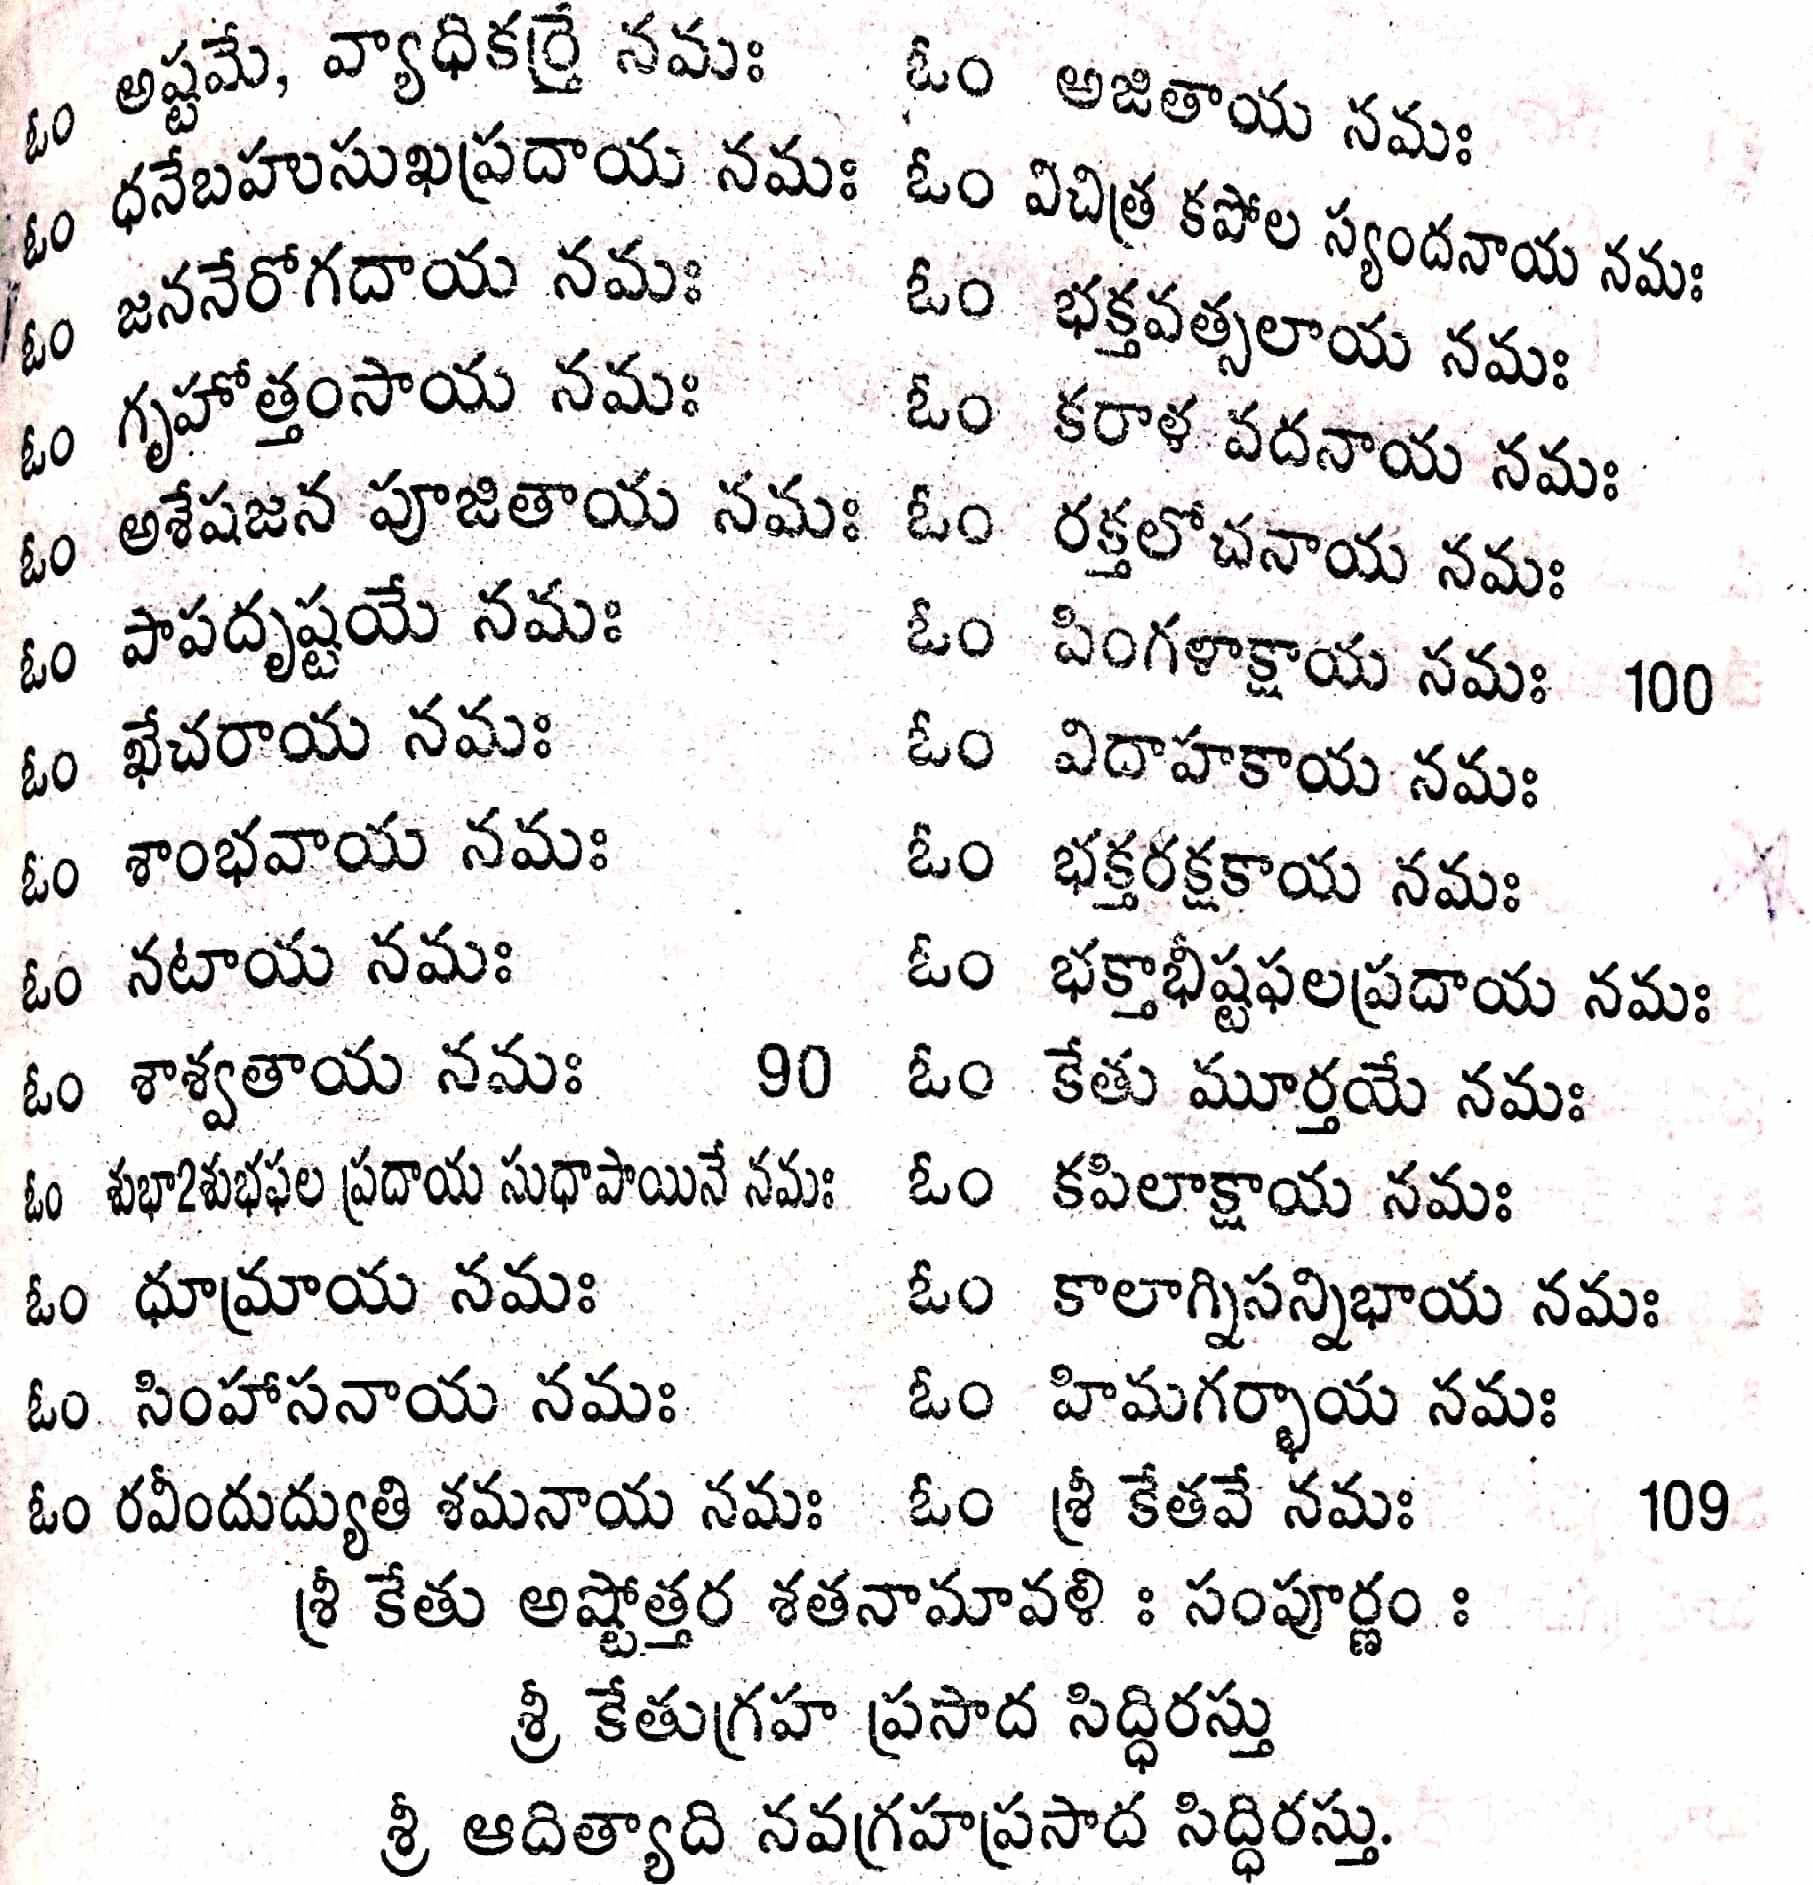 ఓం అష్టమే, వ్యాధికర్త్రే నమః
ఓం ధనేబహుసుఖప్రదాయ నమః
ఓం జననేరోగదాయ నమః
ఓం గృహోత్తంసాయ నమః
ఓం అశేషజన పూజితాయ నమః
ఓం పాపదృష్టయే నమః
ఓం ఖేచరాయ నమః
ఓం శాంభవాయ నమః
ఓం నటాయ నమః
ఓం శాశ్వతాయ నమః 90
ఓం శుభా2శుభఫల ప్రదాయ సుధాపాయినే నమః
ఓం ధూమ్రాయ నమః
ఓం సింహాసనాయ నమః
ఓం రవీందుద్యుతి శమనాయ నమః
ఓం అజితాయ నమః
ఓం విచిత్ర కపోల స్యందనాయ నమః
ఓం భక్తవత్సలాయ నమః
ఓం కరాళ వదనాయ నమః
ఓం రక్తలోచనాయ నమః
ఓం పింగళాక్షాయ నమః 100
ఓం విదాహకాయ నమః
ఓం భక్తరక్షకాయ నమః
ఓం భక్తాభీష్టఫలప్రదాయ నమః
ఓం కేతు మూర్తయే నమః
ఓం కపిలాక్షాయ నమః
ఓం కాలాగ్నిసన్నిభాయ నమః
ఓం హిమగర్భాయ నమః
ఓం శ్రీ కేతవే నమః 109
శ్రీ కేతు అష్టోత్తర శతనామావళి : సంపూర్ణం :
శ్రీ కేతుగ్రహ ప్రసాద సిద్ధిరస్తు
శ్రీ ఆదిత్యాది నవగ్రహప్రసాద సిద్ధిరస్తు.